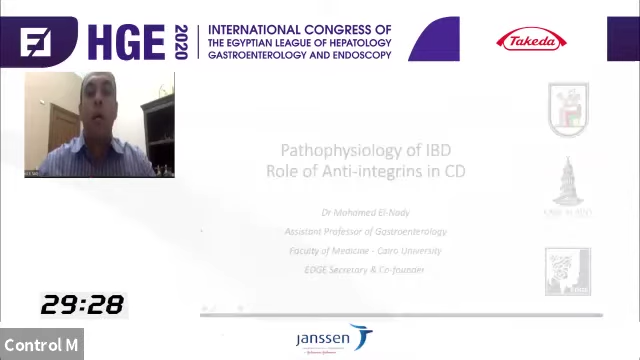 HGE 2020
INTERNATIONAL CONGRESS OF
THE EGYPTIAN LEAGUE OF HEPATOLOGY
GASTROENTEROLOGY AND ENDOSCOPY
Takeda
Pathophysiology of IBD
Role of Anti-integrins in CD
Dr Mohamed El-Nady
Assistant Professor of Gastroenterology
Faculty of Medicine - Cairo University
EDGE Secretary & Co-founder
29:28
Control M
janssen